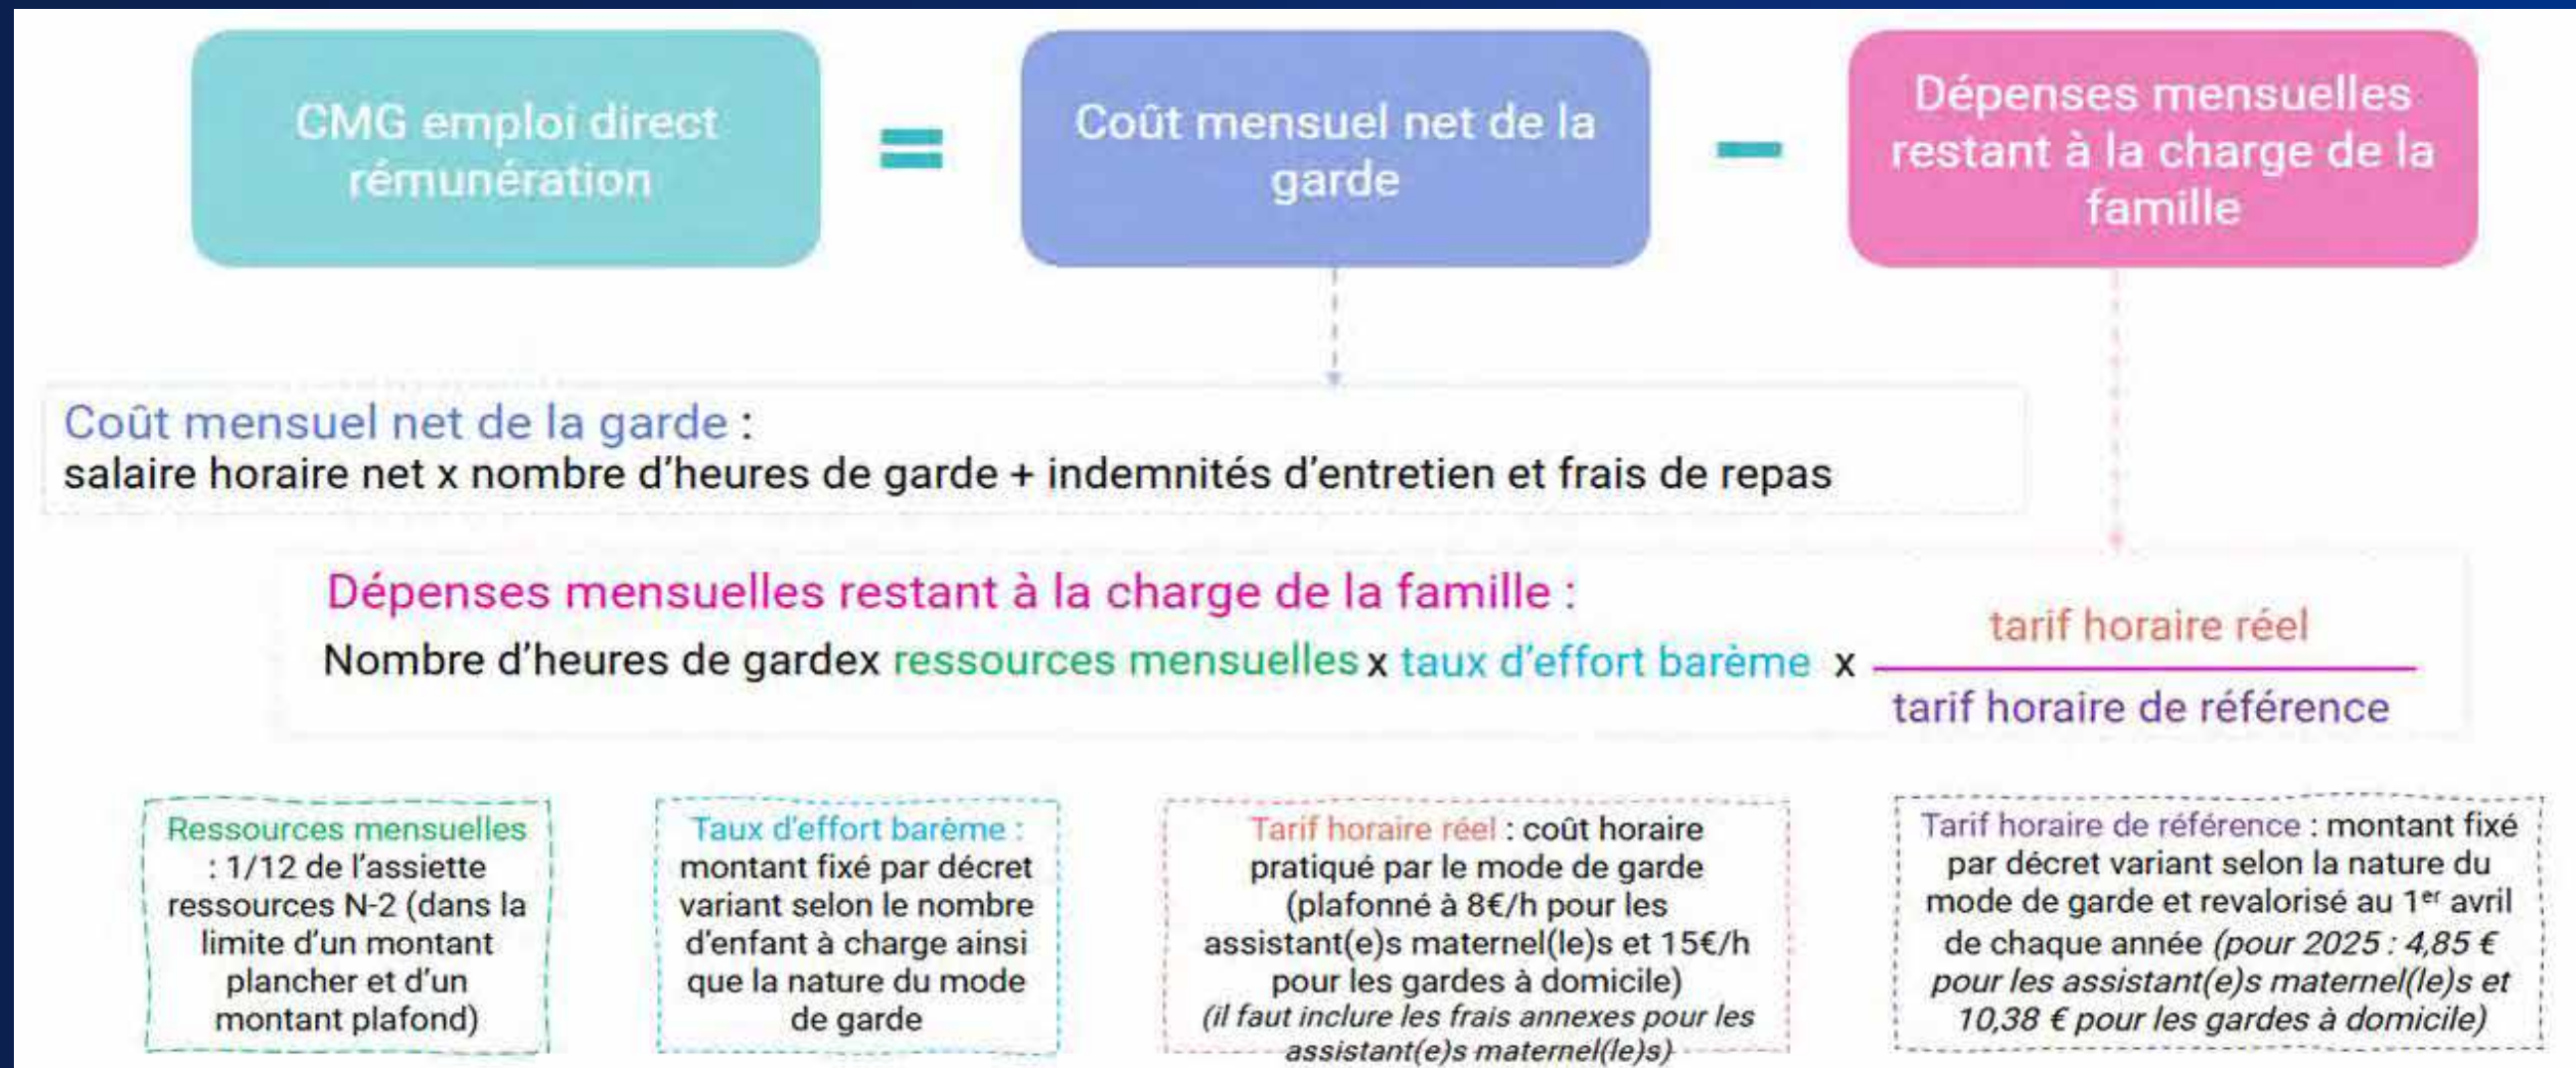 CMG emploi direct
rémunération
=
Coût mensuel net de la
garde
−
Dépenses mensuelles
restant à la charge de la
famille
Coût mensuel net de la garde :
salaire horaire net x nombre d'heures de garde + indemnités d'entretien et frais de repas
Dépenses mensuelles restant à la charge de la famille :
Nombre d'heures de gardex ressources mensuelles x taux d'effort barème x
tarif horaire réel
tarif horaire de référence
Ressources mensuelles
: 1/12 de l'assiette
ressources N-2 (dans la
limite d'un montant
plancher et d'un
montant plafond)
Taux d'effort barème :
montant fixé par décret
variant selon le nombre
d'enfant à charge ainsi
que la nature du mode
de garde
Tarif horaire réel : coût horaire
pratiqué par le mode de garde
(plafonné à 8€/h pour les
assistant(e)s maternel(le)s et 15€/h
pour les gardes à domicile)
(il faut inclure les frais annexes pour les
assistant(e)s maternel(le)s)
Tarif horaire de référence : montant fixé
par décret variant selon la nature du
mode de garde et revalorisé au 1er avril
de chaque année (pour 2025 : 4,85 €
pour les assistant(e)s maternel(le)s et
10,38 € pour les gardes à domicile)